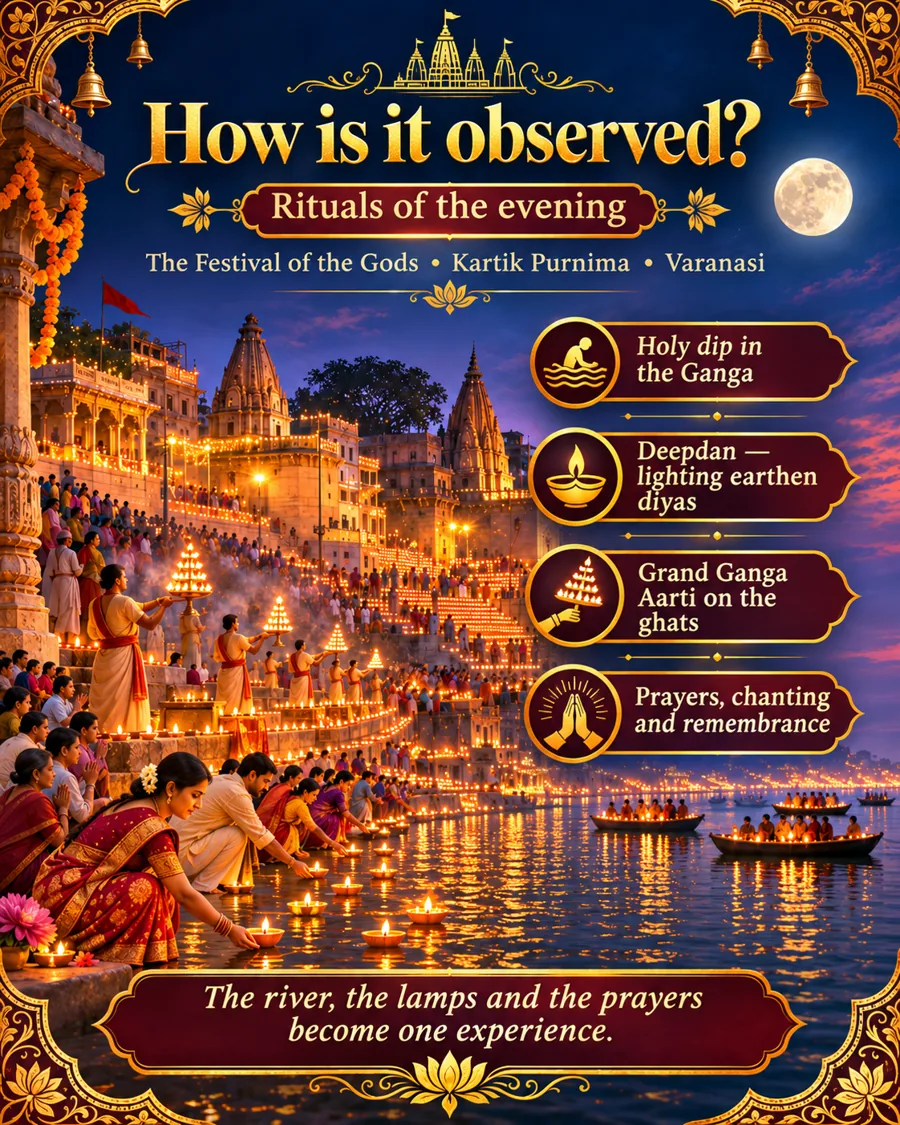 How is it observed?
Rituals of the evening
The Festival of the Gods • Kartik Purnima • Varanasi
Holy dip in
the Ganga
Deepdan —
lighting earthen
diyas
Grand Ganga
Aarti on the
ghats
Prayers, chanting
and remembrance
The river, the lamps and the prayers
become one experience.